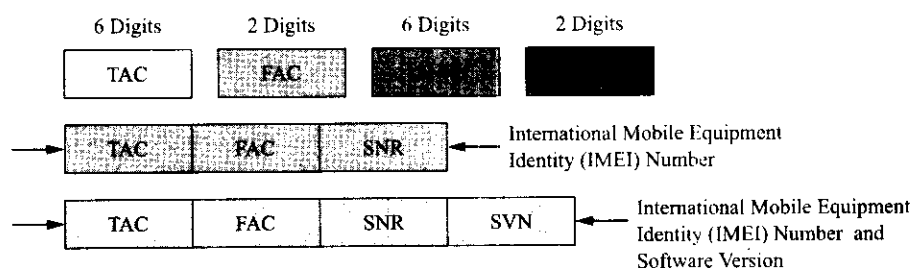 6 Digits 2 Digits 6 Digits 2 Digits
TAC FAC
TAC FAC SNR
International Mobile Equipment
Identity (IMEI) Number
TAC FAC SNR SVN
International Mobile Equipment
Identity (IMEI) Number and
Software Version